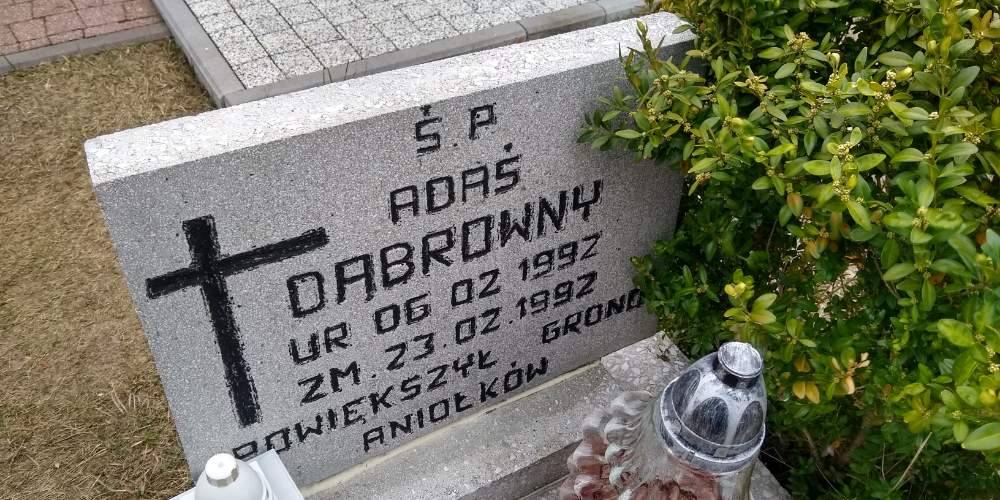 Ś.P.
ADAŚ
DĄBROWNY
UR 06 02 1992
ZM. 23.02.1992
POWIĘKSZYŁ GRONO
ANIOŁKÓW